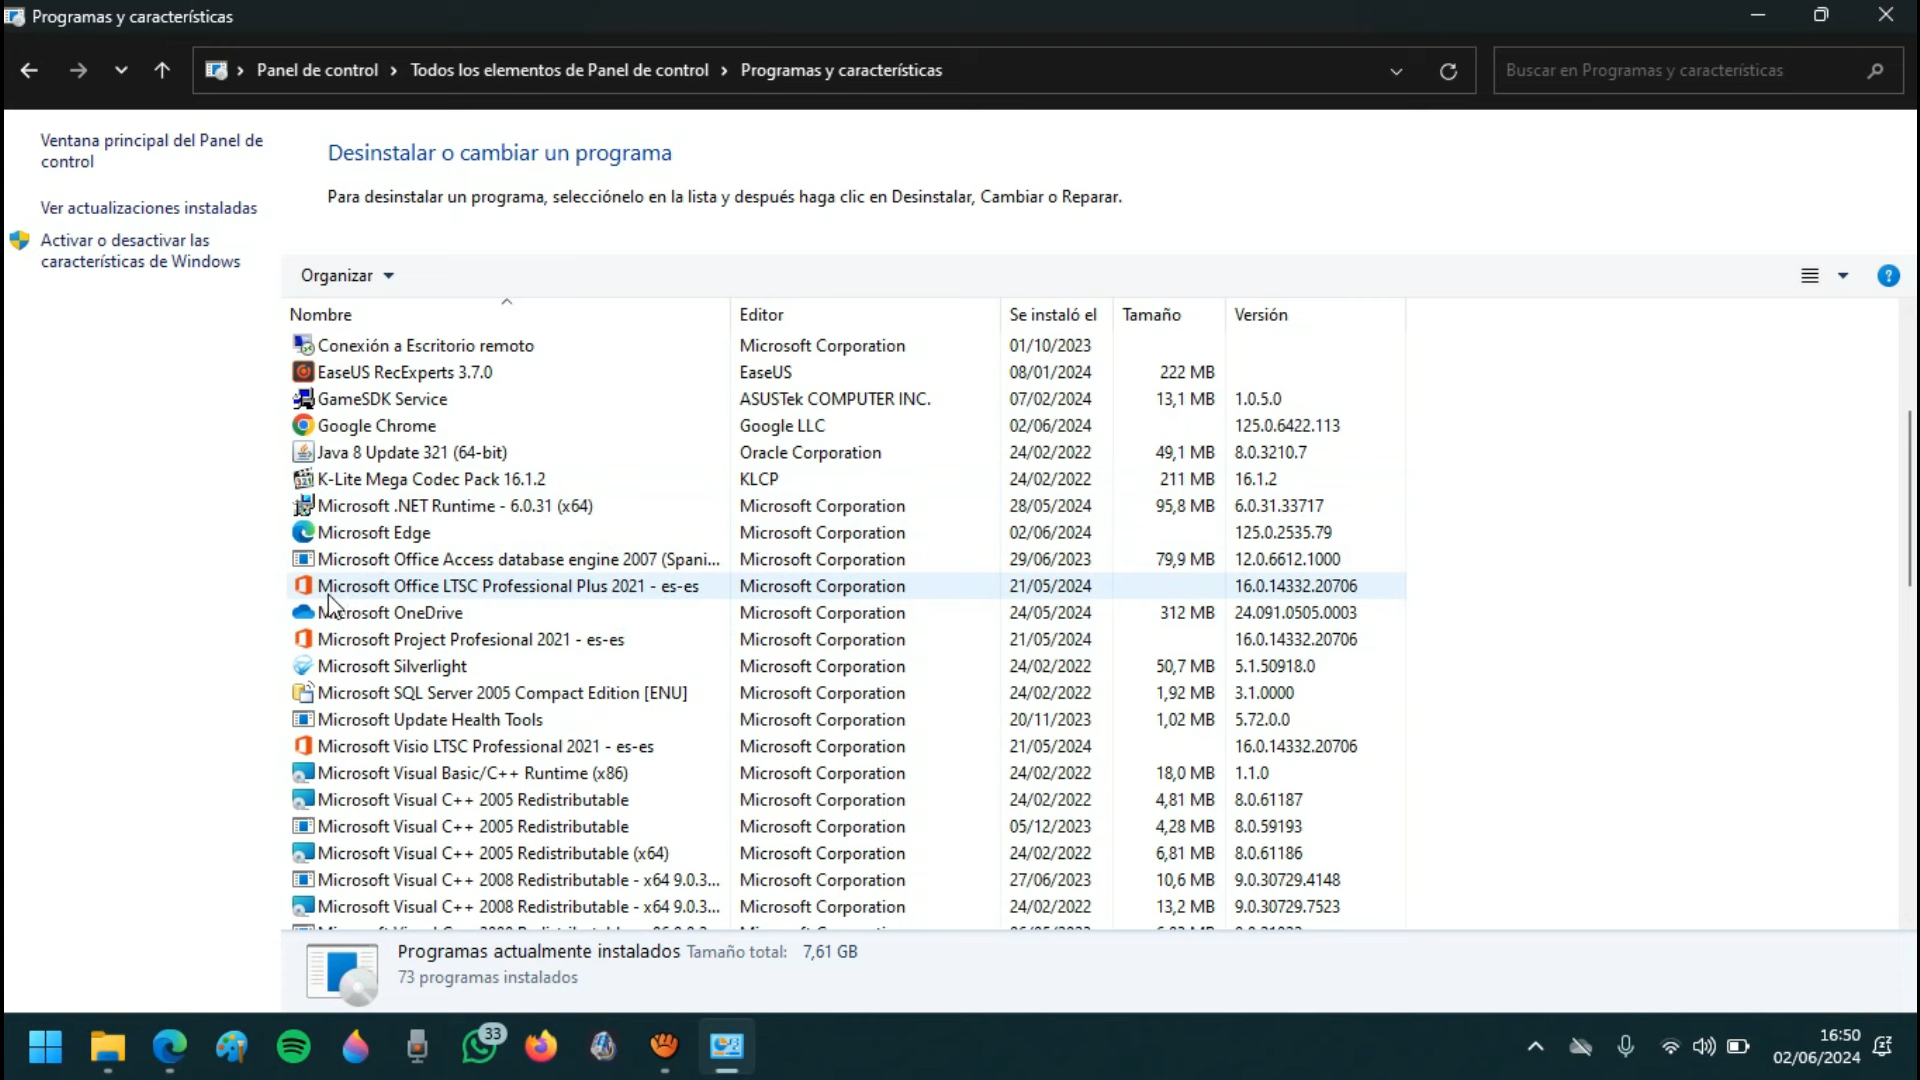 Programas y características
Panel de control › Todos los elementos de Panel de control › Programas y características
Buscar en Programas y características
Ventana principal del Panel de
control
Ver actualizaciones instaladas
Activar o desactivar las
características de Windows
Desinstalar o cambiar un programa
Para desinstalar un programa, selecciónelo en la lista y después haga clic en Desinstalar, Cambiar o Reparar.
Organizar
Nombre Editor Se instaló el Tamaño Versión
Conexión a Escritorio remoto Microsoft Corporation 01/10/2023
EaseUS RecExperts 3.7.0 EaseUS 08/01/2024 222 MB
GameSDK Service ASUSTek COMPUTER INC. 07/02/2024 13,1 MB 1.0.5.0
Google Chrome Google LLC 02/06/2024 125.0.6422.113
Java 8 Update 321 (64-bit) Oracle Corporation 24/02/2022 49,1 MB 8.0.3210.7
K-Lite Mega Codec Pack 16.1.2 KLCP 24/02/2022 211 MB 16.1.2
Microsoft .NET Runtime - 6.0.31 (x64) Microsoft Corporation 28/05/2024 95,8 MB 6.0.31.33717
Microsoft Edge Microsoft Corporation 02/06/2024 125.0.2535.79
Microsoft Office Access database engine 2007 (Spani... Microsoft Corporation 29/06/2023 79,9 MB 12.0.6612.1000
Microsoft Office LTSC Professional Plus 2021 - es-es Microsoft Corporation 21/05/2024 16.0.14332.20706
Microsoft OneDrive Microsoft Corporation 24/05/2024 312 MB 24.091.0505.0003
Microsoft Project Profesional 2021 - es-es Microsoft Corporation 21/05/2024 16.0.14332.20706
Microsoft Silverlight Microsoft Corporation 24/02/2022 50,7 MB 5.1.50918.0
Microsoft SQL Server 2005 Compact Edition [ENU] Microsoft Corporation 24/02/2022 1,92 MB 3.1.0000
Microsoft Update Health Tools Microsoft Corporation 20/11/2023 1,02 MB 5.72.0.0
Microsoft Visio LTSC Professional 2021 - es-es Microsoft Corporation 21/05/2024 16.0.14332.20706
Microsoft Visual Basic/C++ Runtime (x86) Microsoft Corporation 24/02/2022 18,0 MB 1.1.0
Microsoft Visual C++ 2005 Redistributable Microsoft Corporation 24/02/2022 4,81 MB 8.0.61187
Microsoft Visual C++ 2005 Redistributable Microsoft Corporation 05/12/2023 4,28 MB 8.0.59193
Microsoft Visual C++ 2005 Redistributable (x64) Microsoft Corporation 24/02/2022 6,81 MB 8.0.61186
Microsoft Visual C++ 2008 Redistributable - x64 9.0.3... Microsoft Corporation 27/06/2023 10,6 MB 9.0.30729.4148
Microsoft Visual C++ 2008 Redistributable - x64 9.0.3... Microsoft Corporation 24/02/2022 13,2 MB 9.0.30729.7523
Programas actualmente instalados Tamaño total: 7,61 GB
73 programas instalados
33
16:50
02/06/2024